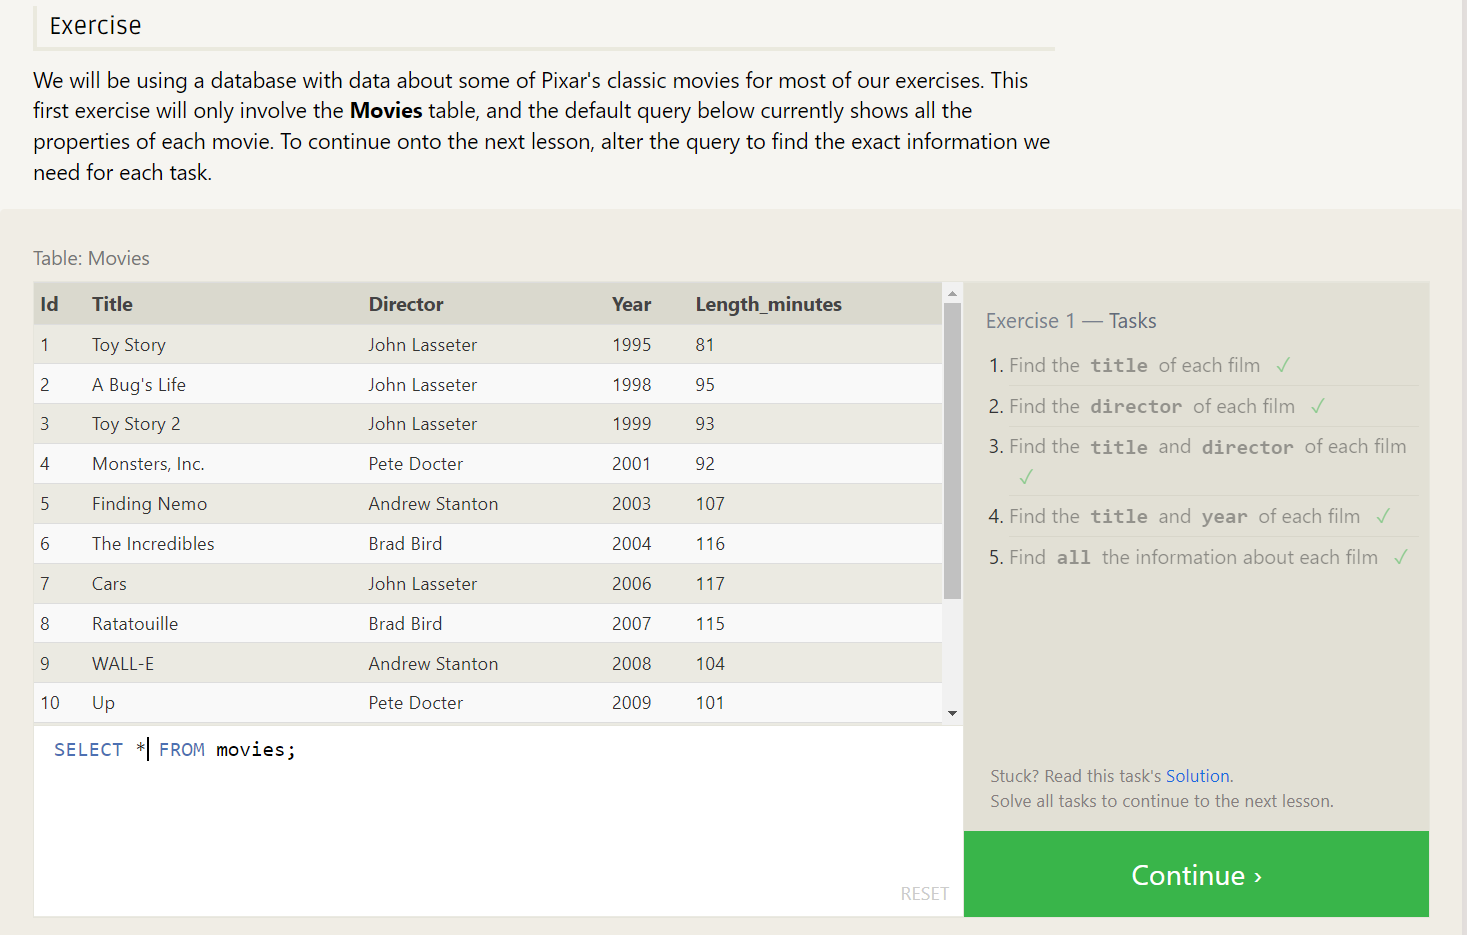 Exercise
We will be using a database with data about some of Pixar's classic movies for most of our exercises. This
first exercise will only involve the Movies table, and the default query below currently shows all the
properties of each movie. To continue onto the next lesson, alter the query to find the exact information we
need for each task.
Table: Movies
Id Title Director Year Length_minutes
1 Toy Story John Lasseter 1995 81
2 A Bug's Life John Lasseter 1998 95
3 Toy Story 2 John Lasseter 1999 93
4 Monsters, Inc. Pete Docter 2001 92
5 Finding Nemo Andrew Stanton 2003 107
6 The Incredibles Brad Bird 2004 116
7 Cars John Lasseter 2006 117
8 Ratatouille Brad Bird 2007 115
9 WALL-E Andrew Stanton 2008 104
10 Up Pete Docter 2009 101
SELECT * FROM movies;
RESET
Exercise 1 — Tasks
1. Find the title of each film ✓
2. Find the director of each film ✓
3. Find the title and director of each film
✓
4. Find the title and year of each film ✓
5. Find all the information about each film ✓
Stuck? Read this task's Solution.
Solve all tasks to continue to the next lesson.
Continue ›